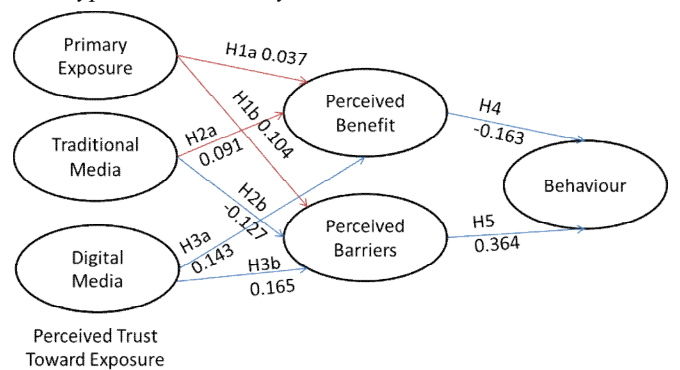 Primary
Exposure
Traditional
Media
Digital
Media
Perceived Trust
Toward Exposure
H1a 0.037
H1b 0.104
H2a
0.091
H2b
-0.127
H3a
0.143
H3b
0.165
Perceived
Benefit
Perceived
Barriers
H4
-0.163
H5
0.364
Behaviour